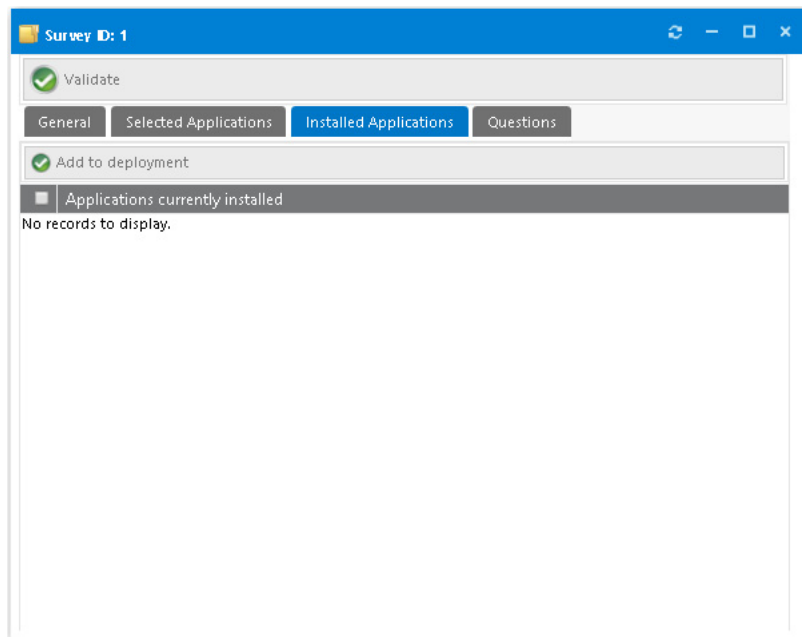 Survey ID: 1
Validate
General Selected Applications Installed Applications Questions
Add to deployment
Applications currently installed
No records to display.